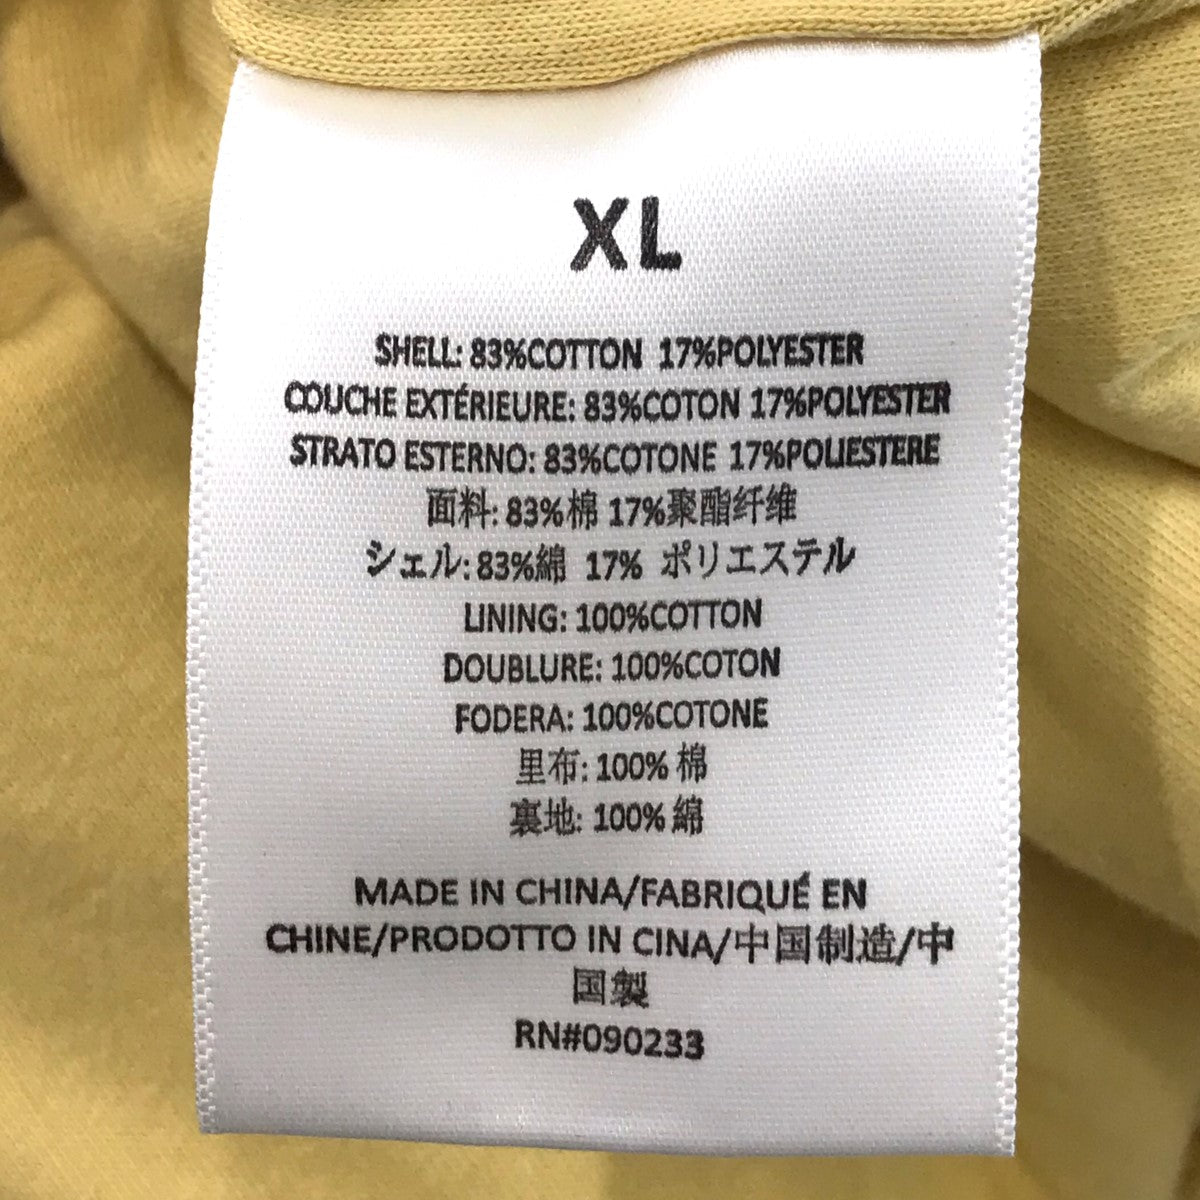 XL
SHELL: 83%COTTON 17%POLYESTER
COUCHE EXTÉRIEURE: 83%COTON 17%POLYESTER
STRATO ESTERNO: 83%COTONE 17%POLIESTERE
面料: 83%棉 17%聚酯纤维
シェル: 83%綿 17% ポリエステル
LINING: 100%COTTON
DOUBLURE: 100%COTON
FODERA: 100%COTONE
里布: 100% 棉
裏地: 100% 綿
MADE IN CHINA/FABRIQUÉ EN
CHINE/PRODOTTO IN CINA/中国制造/中
国製
RN#090233